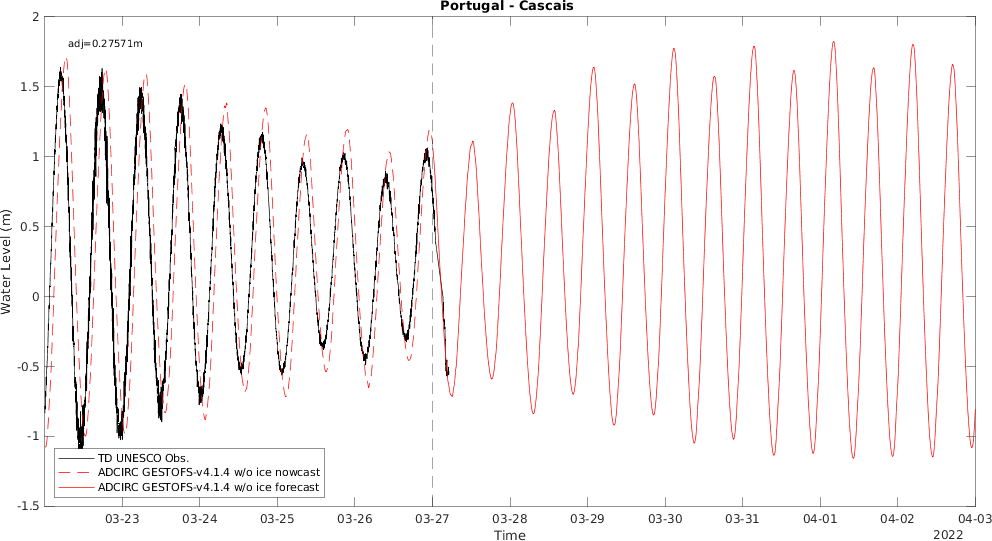 Portugal - Cascais
adj=0.27571m
2
1.5
1
0.5
0
-0.5
-1
-1.5
Water Level (m)
TD UNESCO Obs.
ADCIRC GESTOFS-v4.1.4 w/o ice nowcast
ADCIRC GESTOFS-v4.1.4 w/o ice forecast
03-23 03-24 03-25 03-26 03-27 03-28 03-29 03-30 03-31 04-01 04-02 04-03
Time
2022